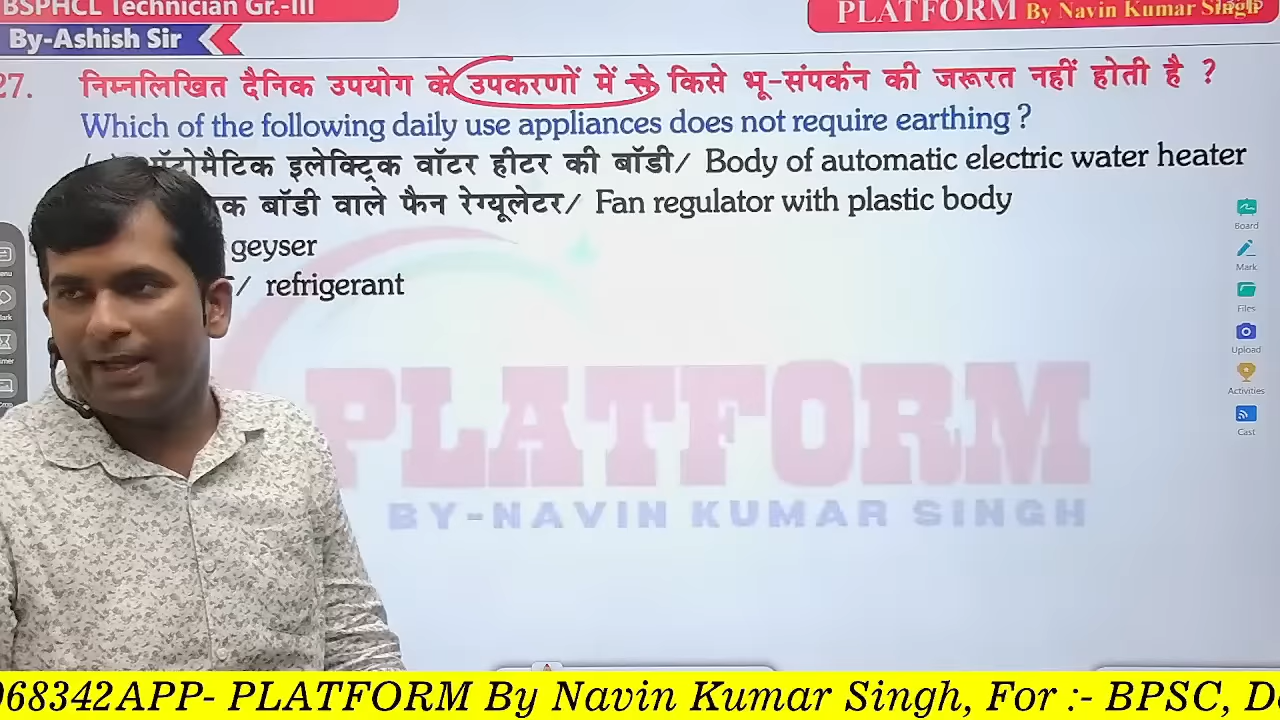 BSPHCL Technician Gr.-III
PLATFORM By Navin Kumar Singh
By-Ashish Sir
27. निम्नलिखित दैनिक उपयोग के उपकरणों में से किसे भू-संपर्कन की जरूरत नहीं होती है ?
Which of the following daily use appliances does not require earthing ?
इलेक्ट्रिक वॉटर हीटर की बॉडी/ Body of automatic electric water heater
बॉडी वाले फैन रेग्यूलेटर/ Fan regulator with plastic body
geyser
/ refrigerant
Board
Mark
Files
Upload
Activities
Cast
PLATFORM
BY-NAVIN KUMAR SINGH
068342APP- PLATFORM By Navin Kumar Singh, For :- BPSC,